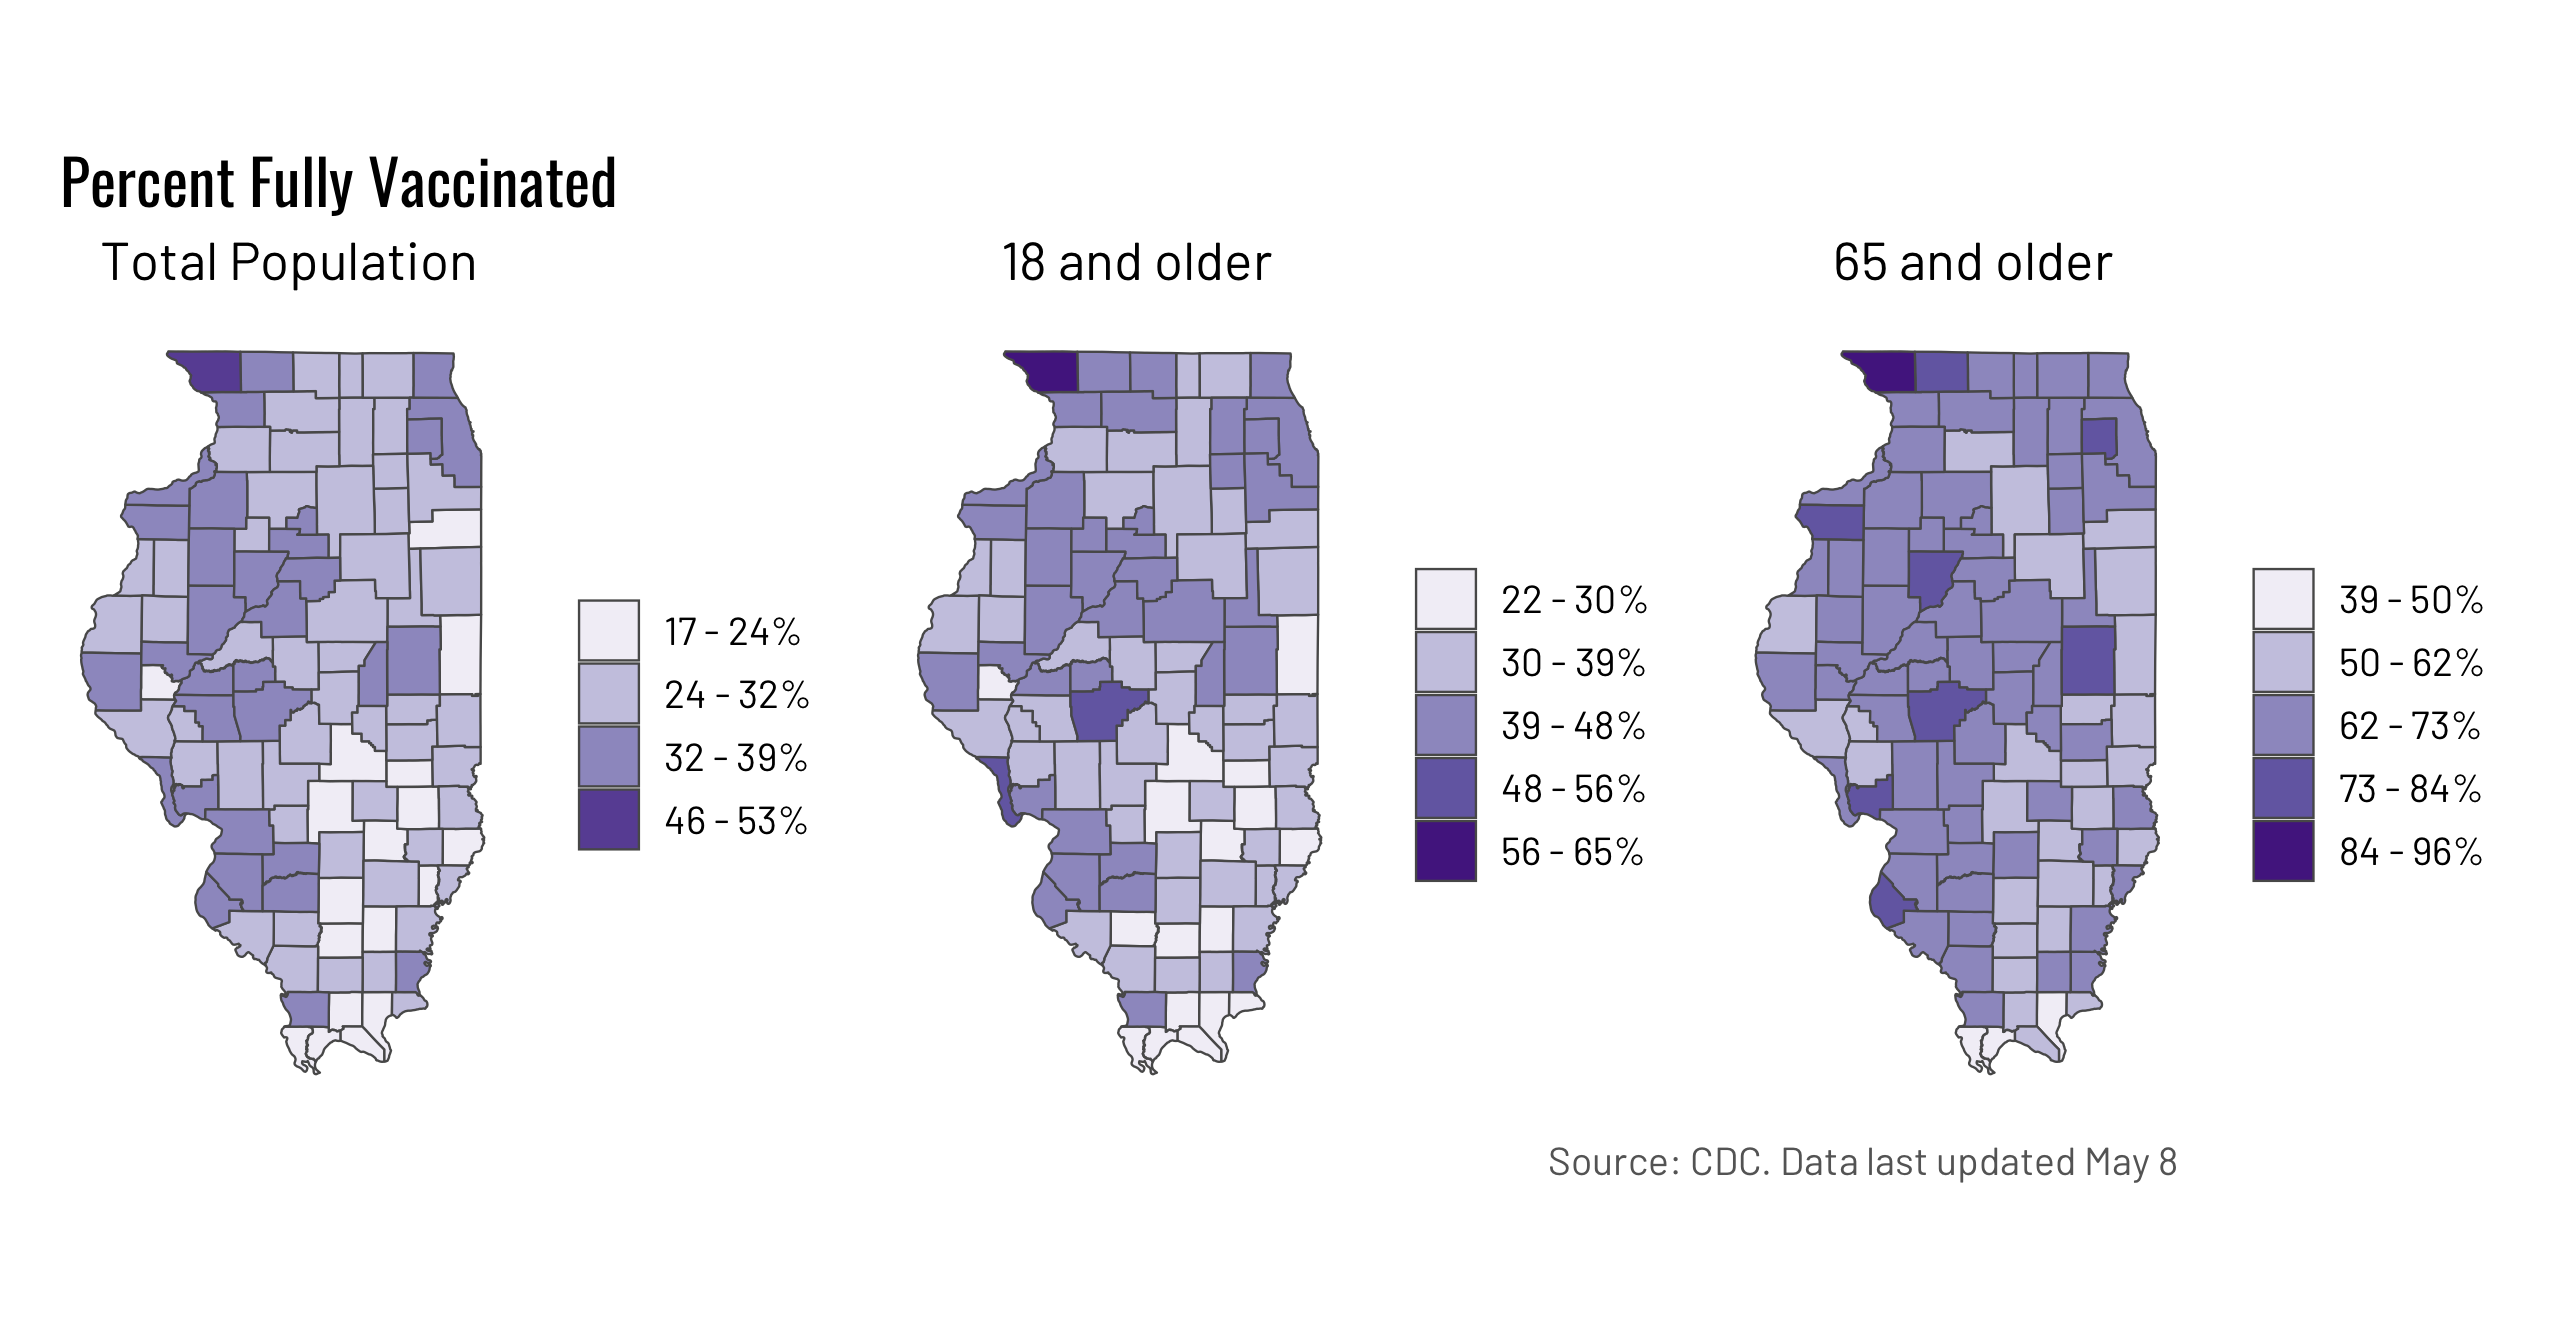 Percent Fully Vaccinated
Total Population
18 and older
65 and older
17 - 24%
24 - 32%
32 - 39%
46 - 53%
22 - 30%
30 - 39%
39 - 48%
48 - 56%
56 - 65%
39 - 50%
50 - 62%
62 - 73%
73 - 84%
84 - 96%
Source: CDC. Data last updated May 8